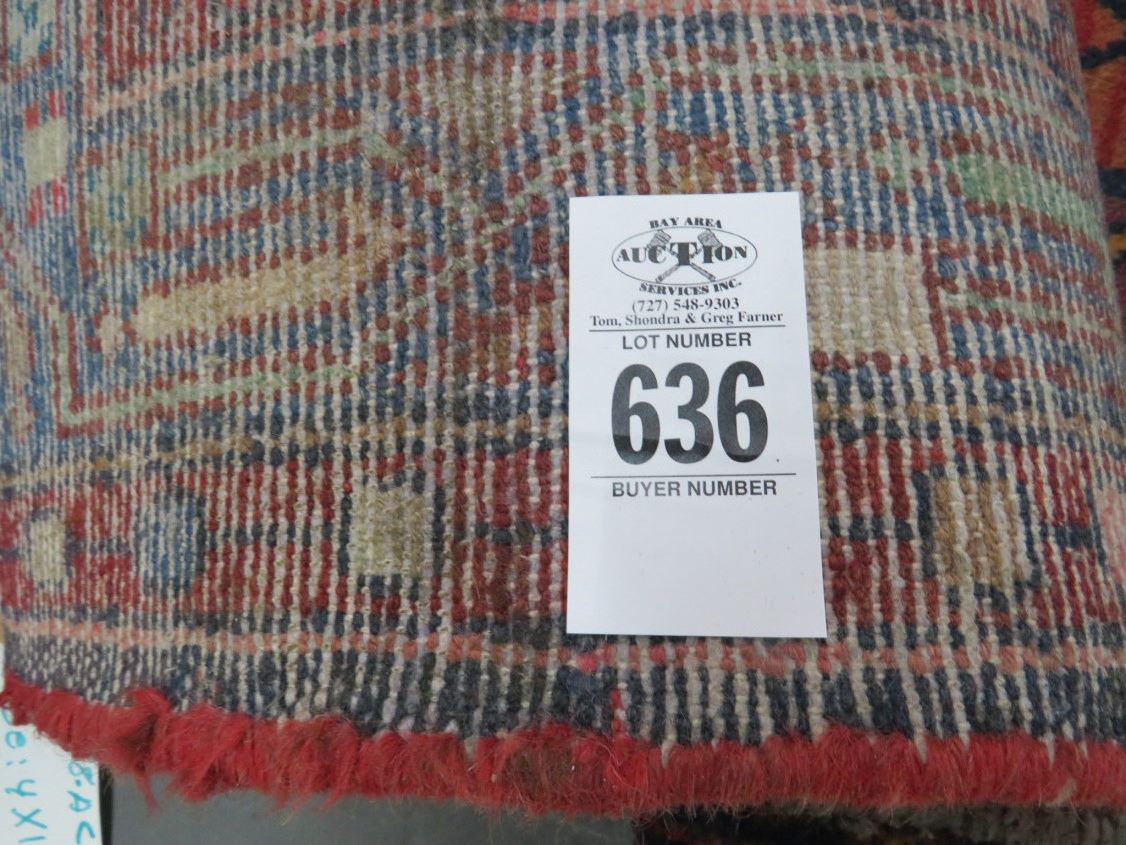 BAY AREA
AUCTION
SERVICES INC.
(727) 548-9303
Tom, Shondra & Greg Farner
LOT NUMBER
636
BUYER NUMBER